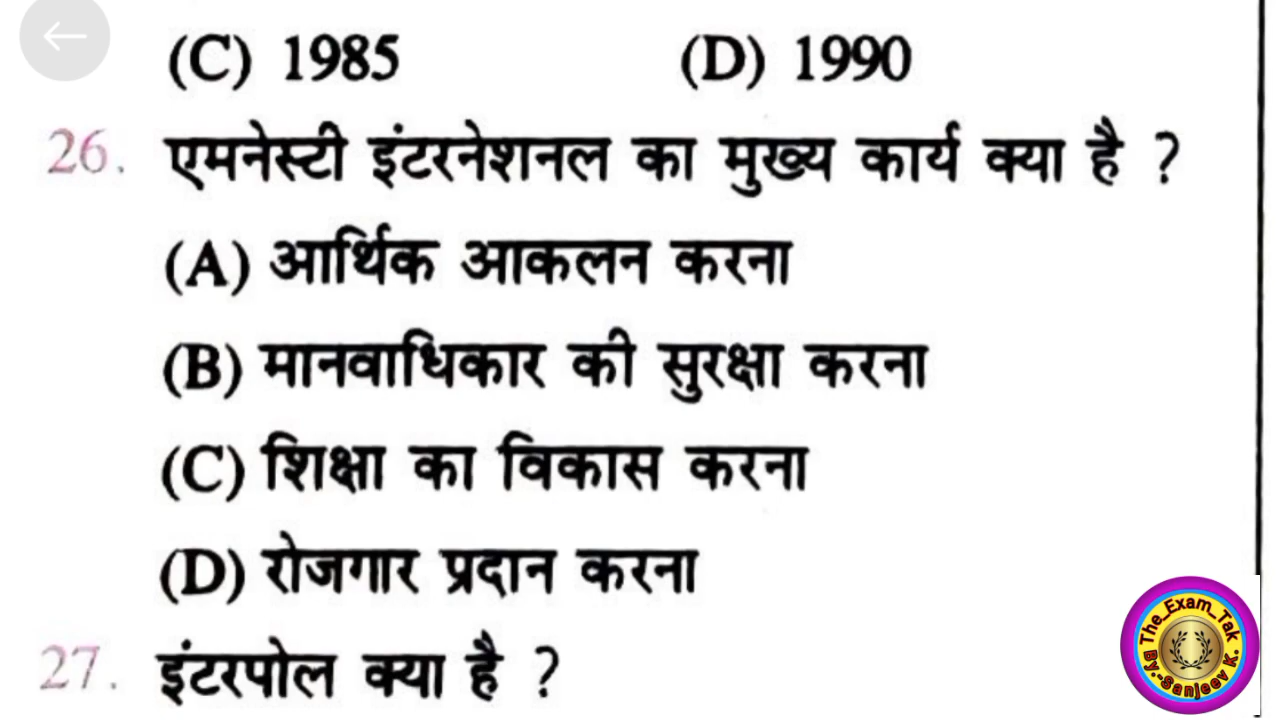 (C) 1985 (D) 1990
26. एमनेस्टी इंटरनेशनल का मुख्य कार्य क्या है ?
(A) आर्थिक आकलन करना
(B) मानवाधिकार की सुरक्षा करना
(C) शिक्षा का विकास करना
(D) रोजगार प्रदान करना
27. इंटरपोल क्या है ?
The_Exam_Tak
By:-Sanjeev K.